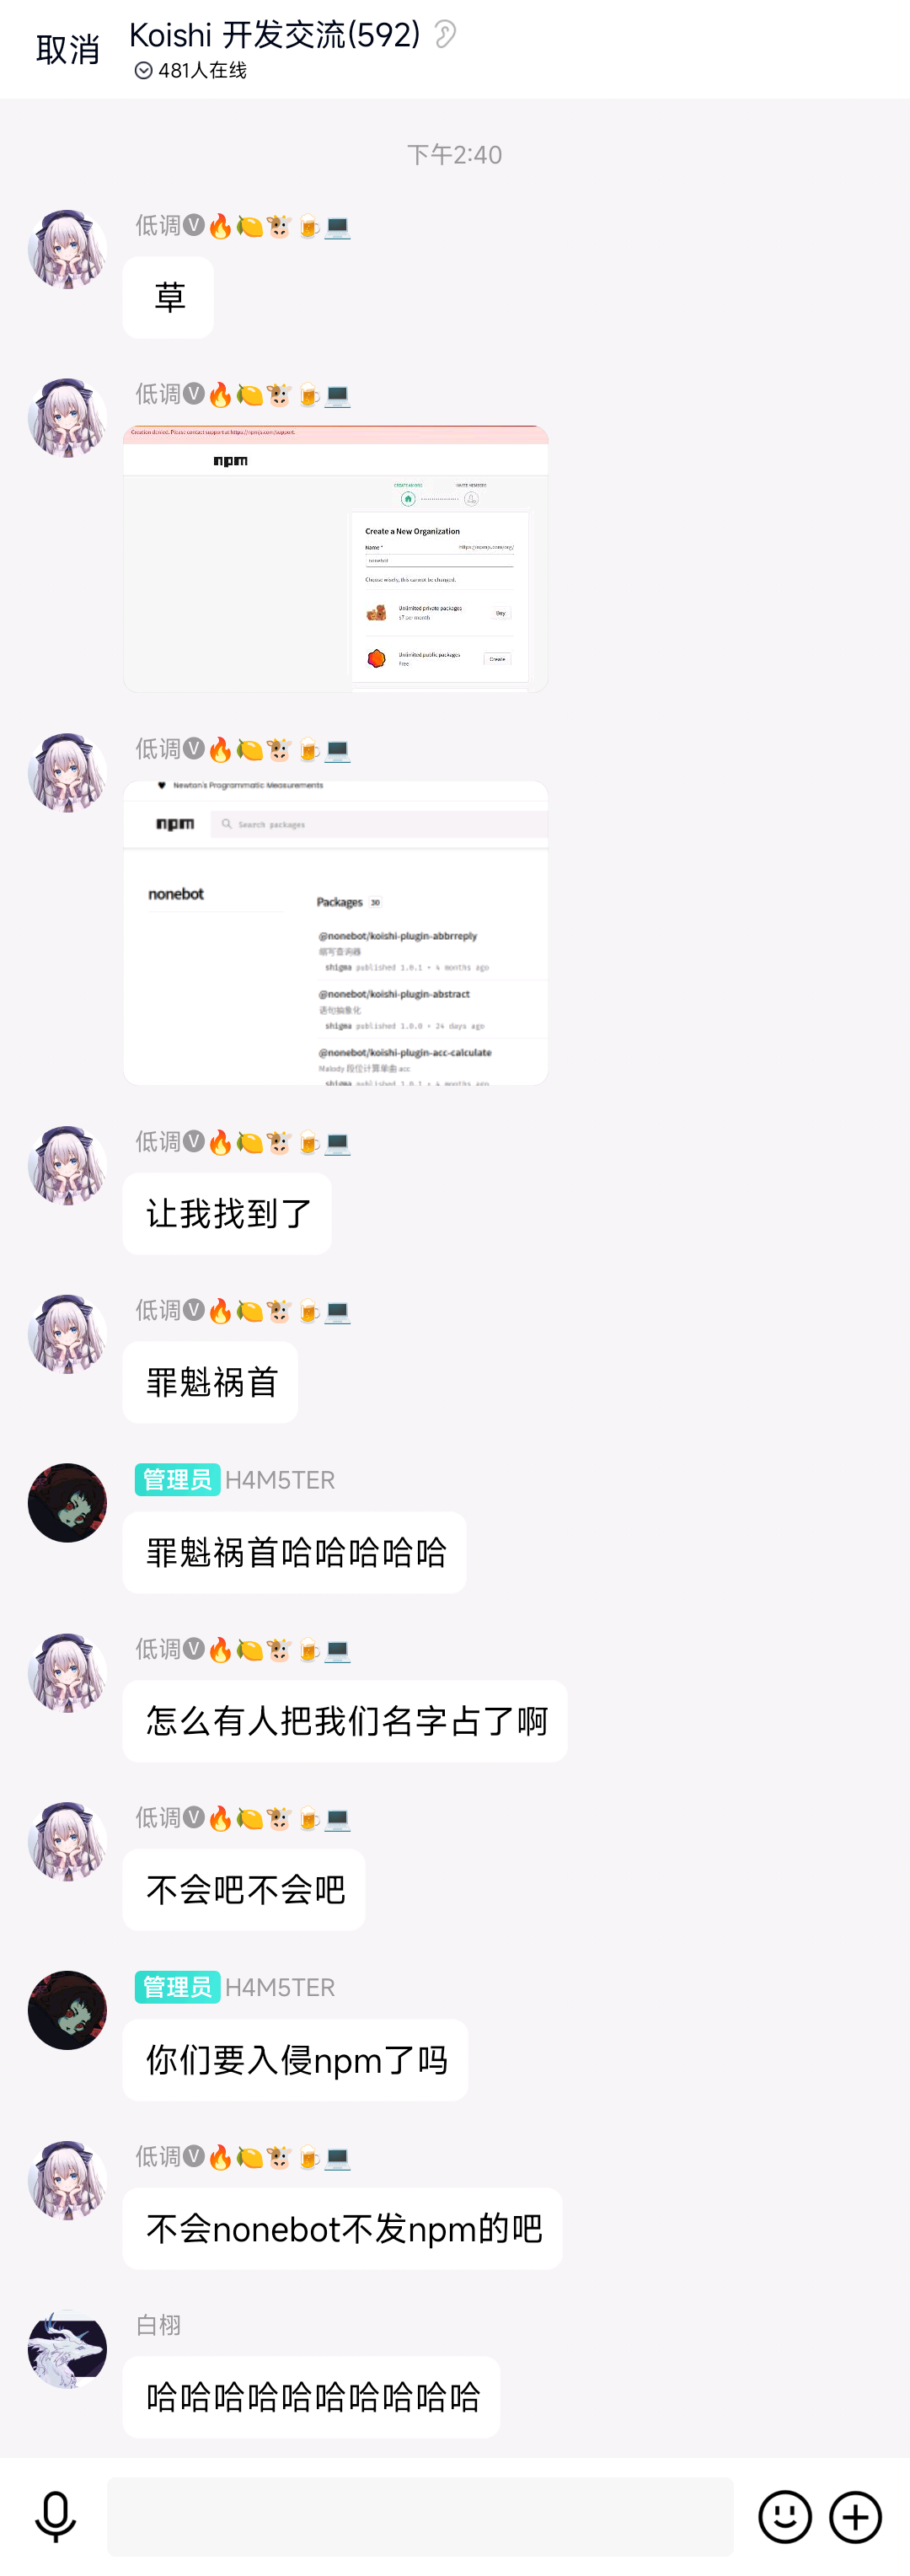 取消
Koishi 开发交流(592)
481人在线
下午2:40
低调V🔥🍋🐮🍺💻
草
低调V🔥🍋🐮🍺💻
Creation denied. Please contact support at https://npmjs.com/support.
npm
Create a New Organization
Name *
nonebot
Choose wisely, this cannot be changed.
Unlimited private packages
Buy
Unlimited public packages
Free
Create
低调V🔥🍋🐮🍺💻
♥ Newton's Programmatic Measurements
npm
Search packages
nonebot
Packages 30
@nonebot/koishi-plugin-abbrreply
缩写查询器
shigma published 1.0.1 • 4 months ago
@nonebot/koishi-plugin-abstract
语句抽象化
shigma published 1.0.0 • 24 days ago
@nonebot/koishi-plugin-acc-calculate
Malody 段位计算单曲 acc
shigma published 1.0.1 • 4 months ago
低调V🔥🍋🐮🍺💻
让我找到了
低调V🔥🍋🐮🍺💻
罪魁祸首
管理员 H4M5TER
罪魁祸首哈哈哈哈哈
低调V🔥🍋🐮🍺💻
怎么有人把我们名字占了啊
低调V🔥🍋🐮🍺💻
不会吧不会吧
管理员 H4M5TER
你们要入侵npm了吗
低调V🔥🍋🐮🍺💻
不会nonebot不发npm的吧
白栩
哈哈哈哈哈哈哈哈哈哈